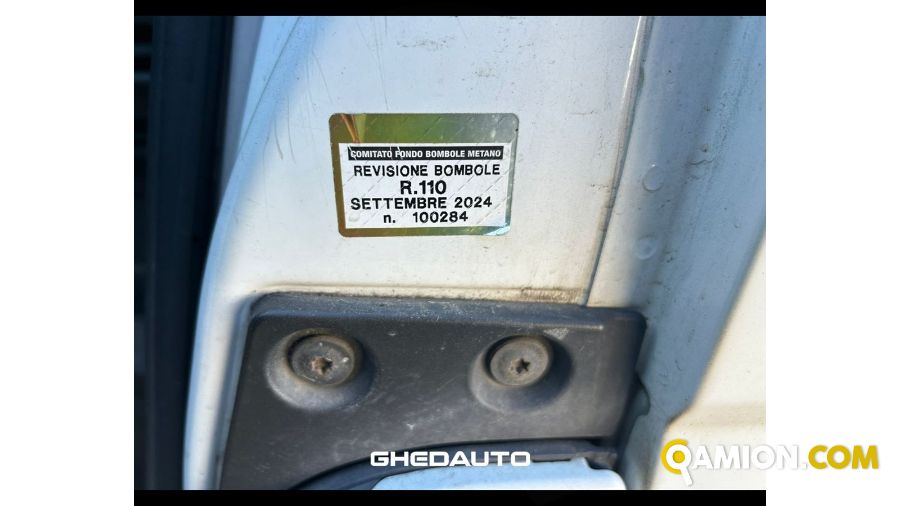 COMITATO FONDO BOMBOLE METANO
REVISIONE BOMBOLE
R.110
SETTEMBRE 2024
n. 100284
GHEDAUTO
QAMION.COM